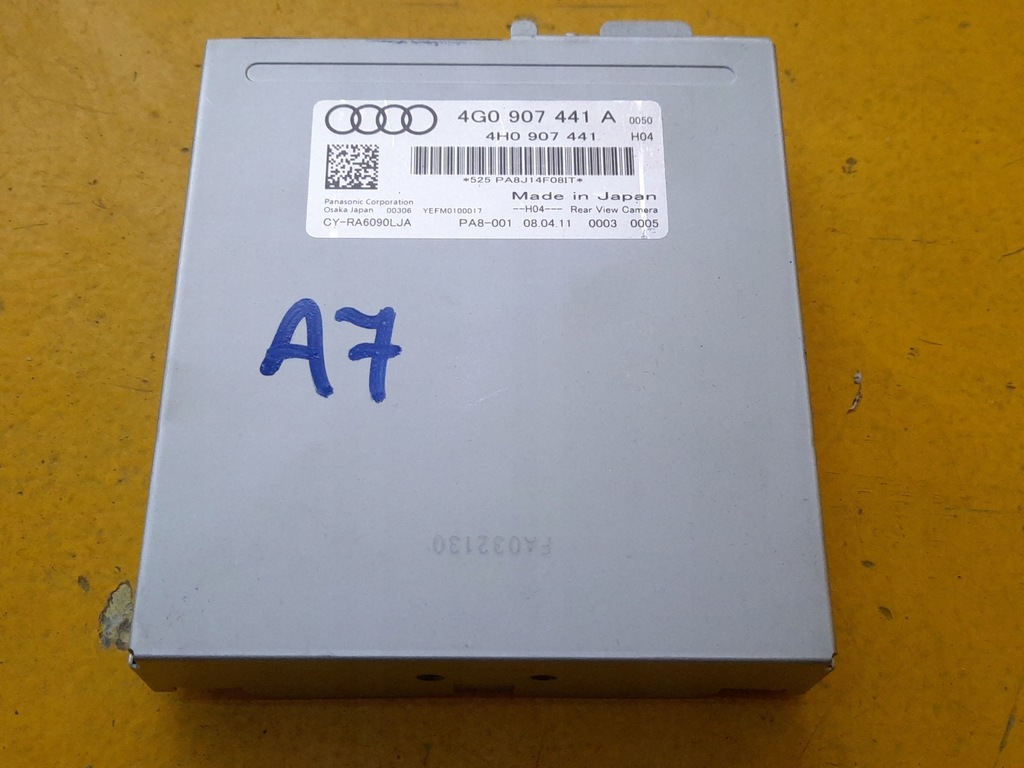 4G0 907 441 A 0050
4H0 907 441 H04
*525 PA8J14F08IT*
Made in Japan
Panasonic Corporation
Osaka Japan 00306 YEFM0100017 --H04--- Rear View Camera
CY-RA6090LJA PA8-001 08.04.11 0003 0005
A7
FA032130